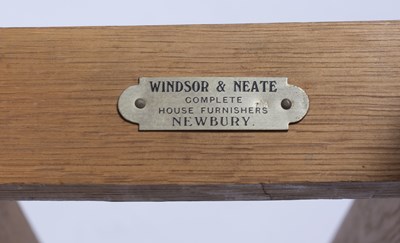 WINDSOR & NEATE
COMPLETE
HOUSE FURNISHERS
NEWBURY.